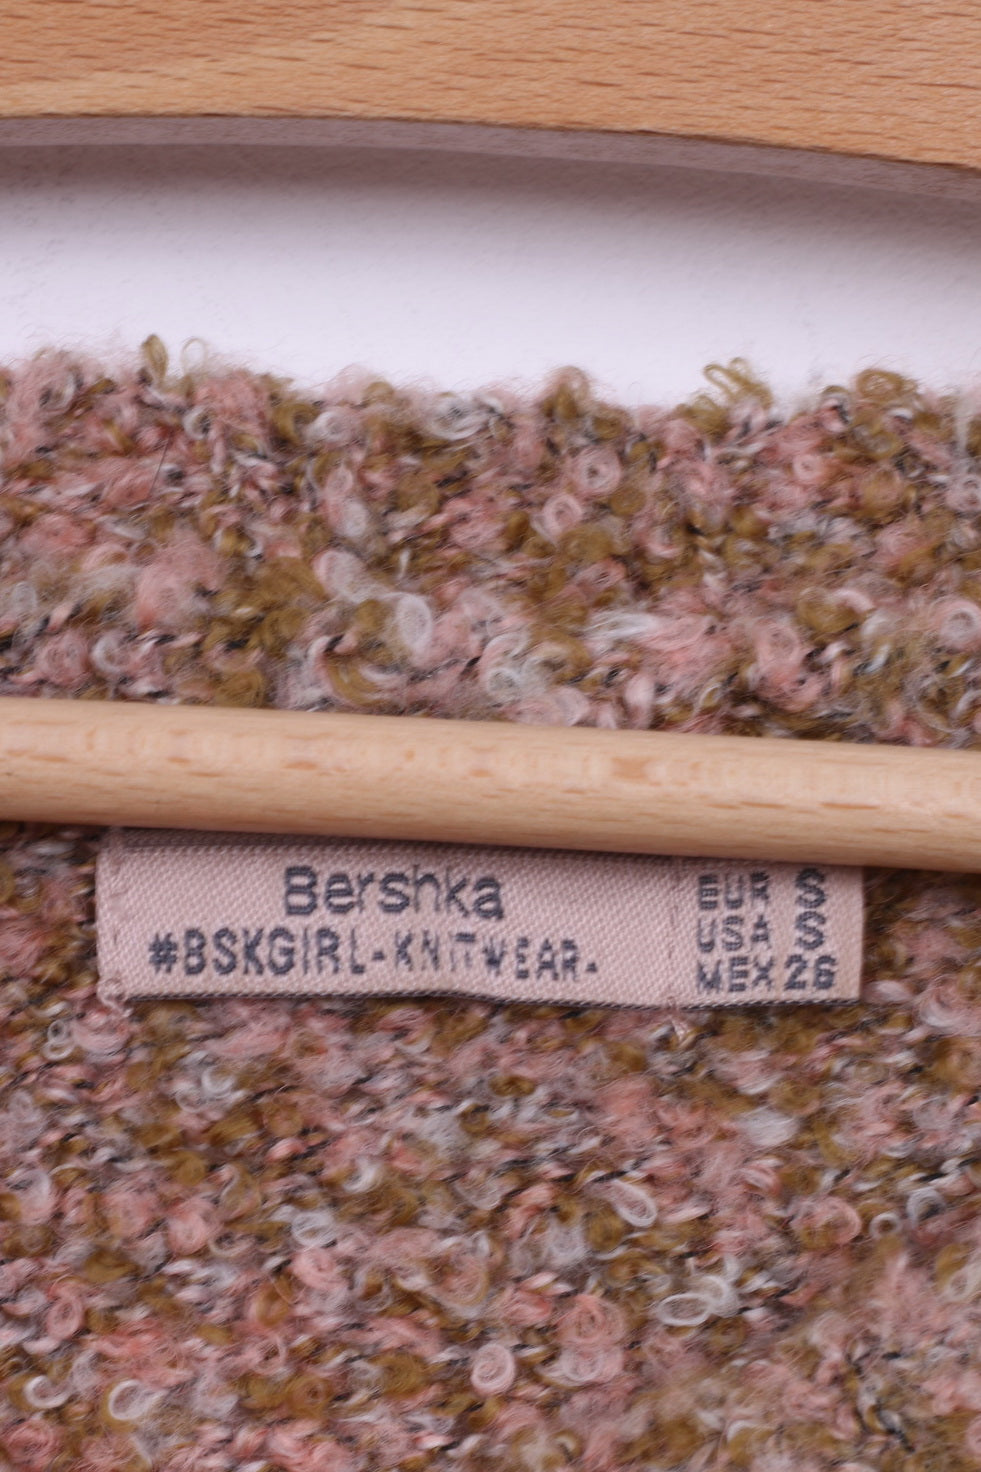 Bershka
#BSKGIRL-KNITWEAR-
EUR S
USA S
MEX 26